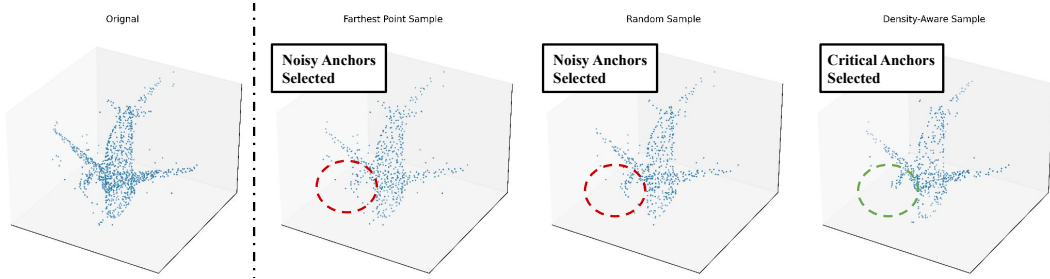 Orignal
Farthest Point Sample
Random Sample
Density-Aware Sample
Noisy Anchors
Selected
Noisy Anchors
Selected
Critical Anchors
Selected